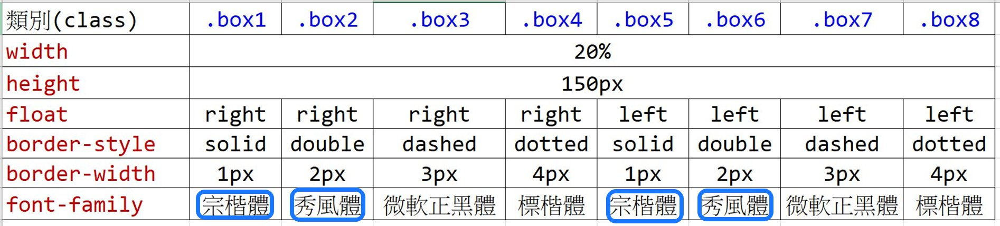 類別(class) .box1 .box2 .box3 .box4 .box5 .box6 .box7 .box8
width 20%
height 150px
float right right right right left left left left
border-style solid double dashed dotted solid double dashed dotted
border-width 1px 2px 3px 4px 1px 2px 3px 4px
font-family 宗楷體 秀風體 微軟正黑體 標楷體 宗楷體 秀風體 微軟正黑體 標楷體